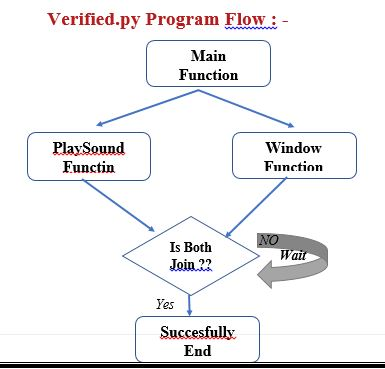 Verified.py Program Flow : -
Main
Function
PlaySound
Functin
Window
Function
Is Both
Join ??
NO
Wait
Yes
Succesfully
End